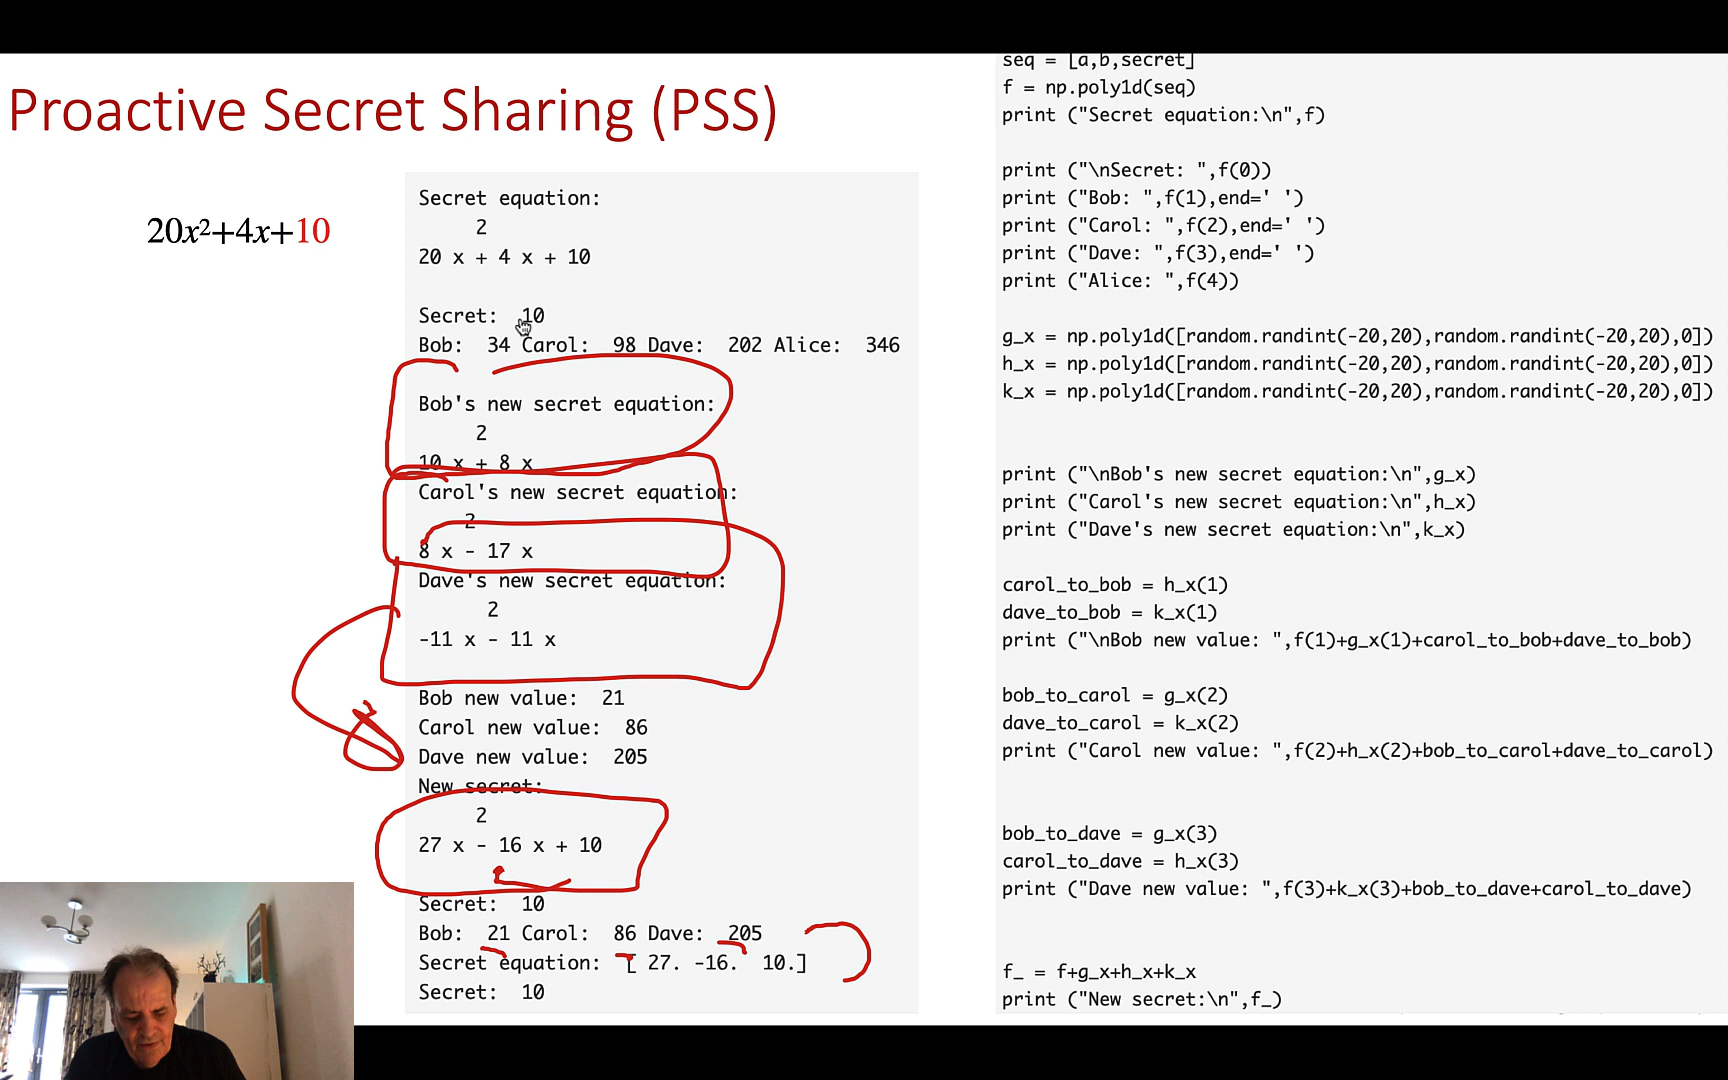 Proactive Secret Sharing (PSS)
20x²+4x+10
Secret equation:
2
20 x + 4 x + 10
Secret:  10
Bob:  34 Carol:  98 Dave:  202 Alice:  346
Bob's new secret equation:
2
10 x + 8 x
Carol's new secret equation:
2
8 x - 17 x
Dave's new secret equation:
2
-11 x - 11 x
Bob new value:  21
Carol new value:  86
Dave new value:  205
New secret:
2
27 x - 16 x + 10
Secret:  10
Bob:  21 Carol:  86 Dave:  205
Secret equation:  [ 27. -16.  10.]
Secret:  10
seq = [a,b,secret]
f = np.poly1d(seq)
print ("Secret equation:\n",f)
print ("\nSecret: ",f(0))
print ("Bob: ",f(1),end=' ')
print ("Carol: ",f(2),end=' ')
print ("Dave: ",f(3),end=' ')
print ("Alice: ",f(4))
g_x = np.poly1d([random.randint(-20,20),random.randint(-20,20),0])
h_x = np.poly1d([random.randint(-20,20),random.randint(-20,20),0])
k_x = np.poly1d([random.randint(-20,20),random.randint(-20,20),0])
print ("\nBob's new secret equation:\n",g_x)
print ("Carol's new secret equation:\n",h_x)
print ("Dave's new secret equation:\n",k_x)
carol_to_bob = h_x(1)
dave_to_bob = k_x(1)
print ("\nBob new value: ",f(1)+g_x(1)+carol_to_bob+dave_to_bob)
bob_to_carol = g_x(2)
dave_to_carol = k_x(2)
print ("Carol new value: ",f(2)+h_x(2)+bob_to_carol+dave_to_carol)
bob_to_dave = g_x(3)
carol_to_dave = h_x(3)
print ("Dave new value: ",f(3)+k_x(3)+bob_to_dave+carol_to_dave)
f_ = f+g_x+h_x+k_x
print ("New secret:\n",f_)